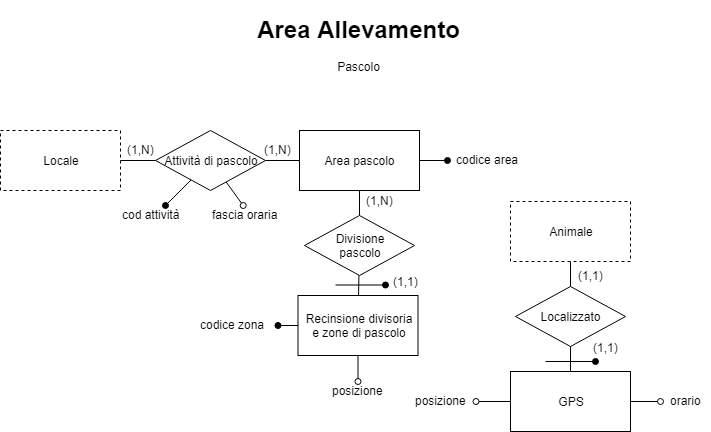 Area Allevamento
Pascolo
Locale
(1,N)
Attività di pascolo
(1,N)
Area pascolo
codice area
cod attività
fascia oraria
(1,N)
Divisione
pascolo
(1,1)
codice zona
Recinsione divisoria
e zone di pascolo
posizione
Animale
(1,1)
Localizzato
(1,1)
posizione
GPS
orario